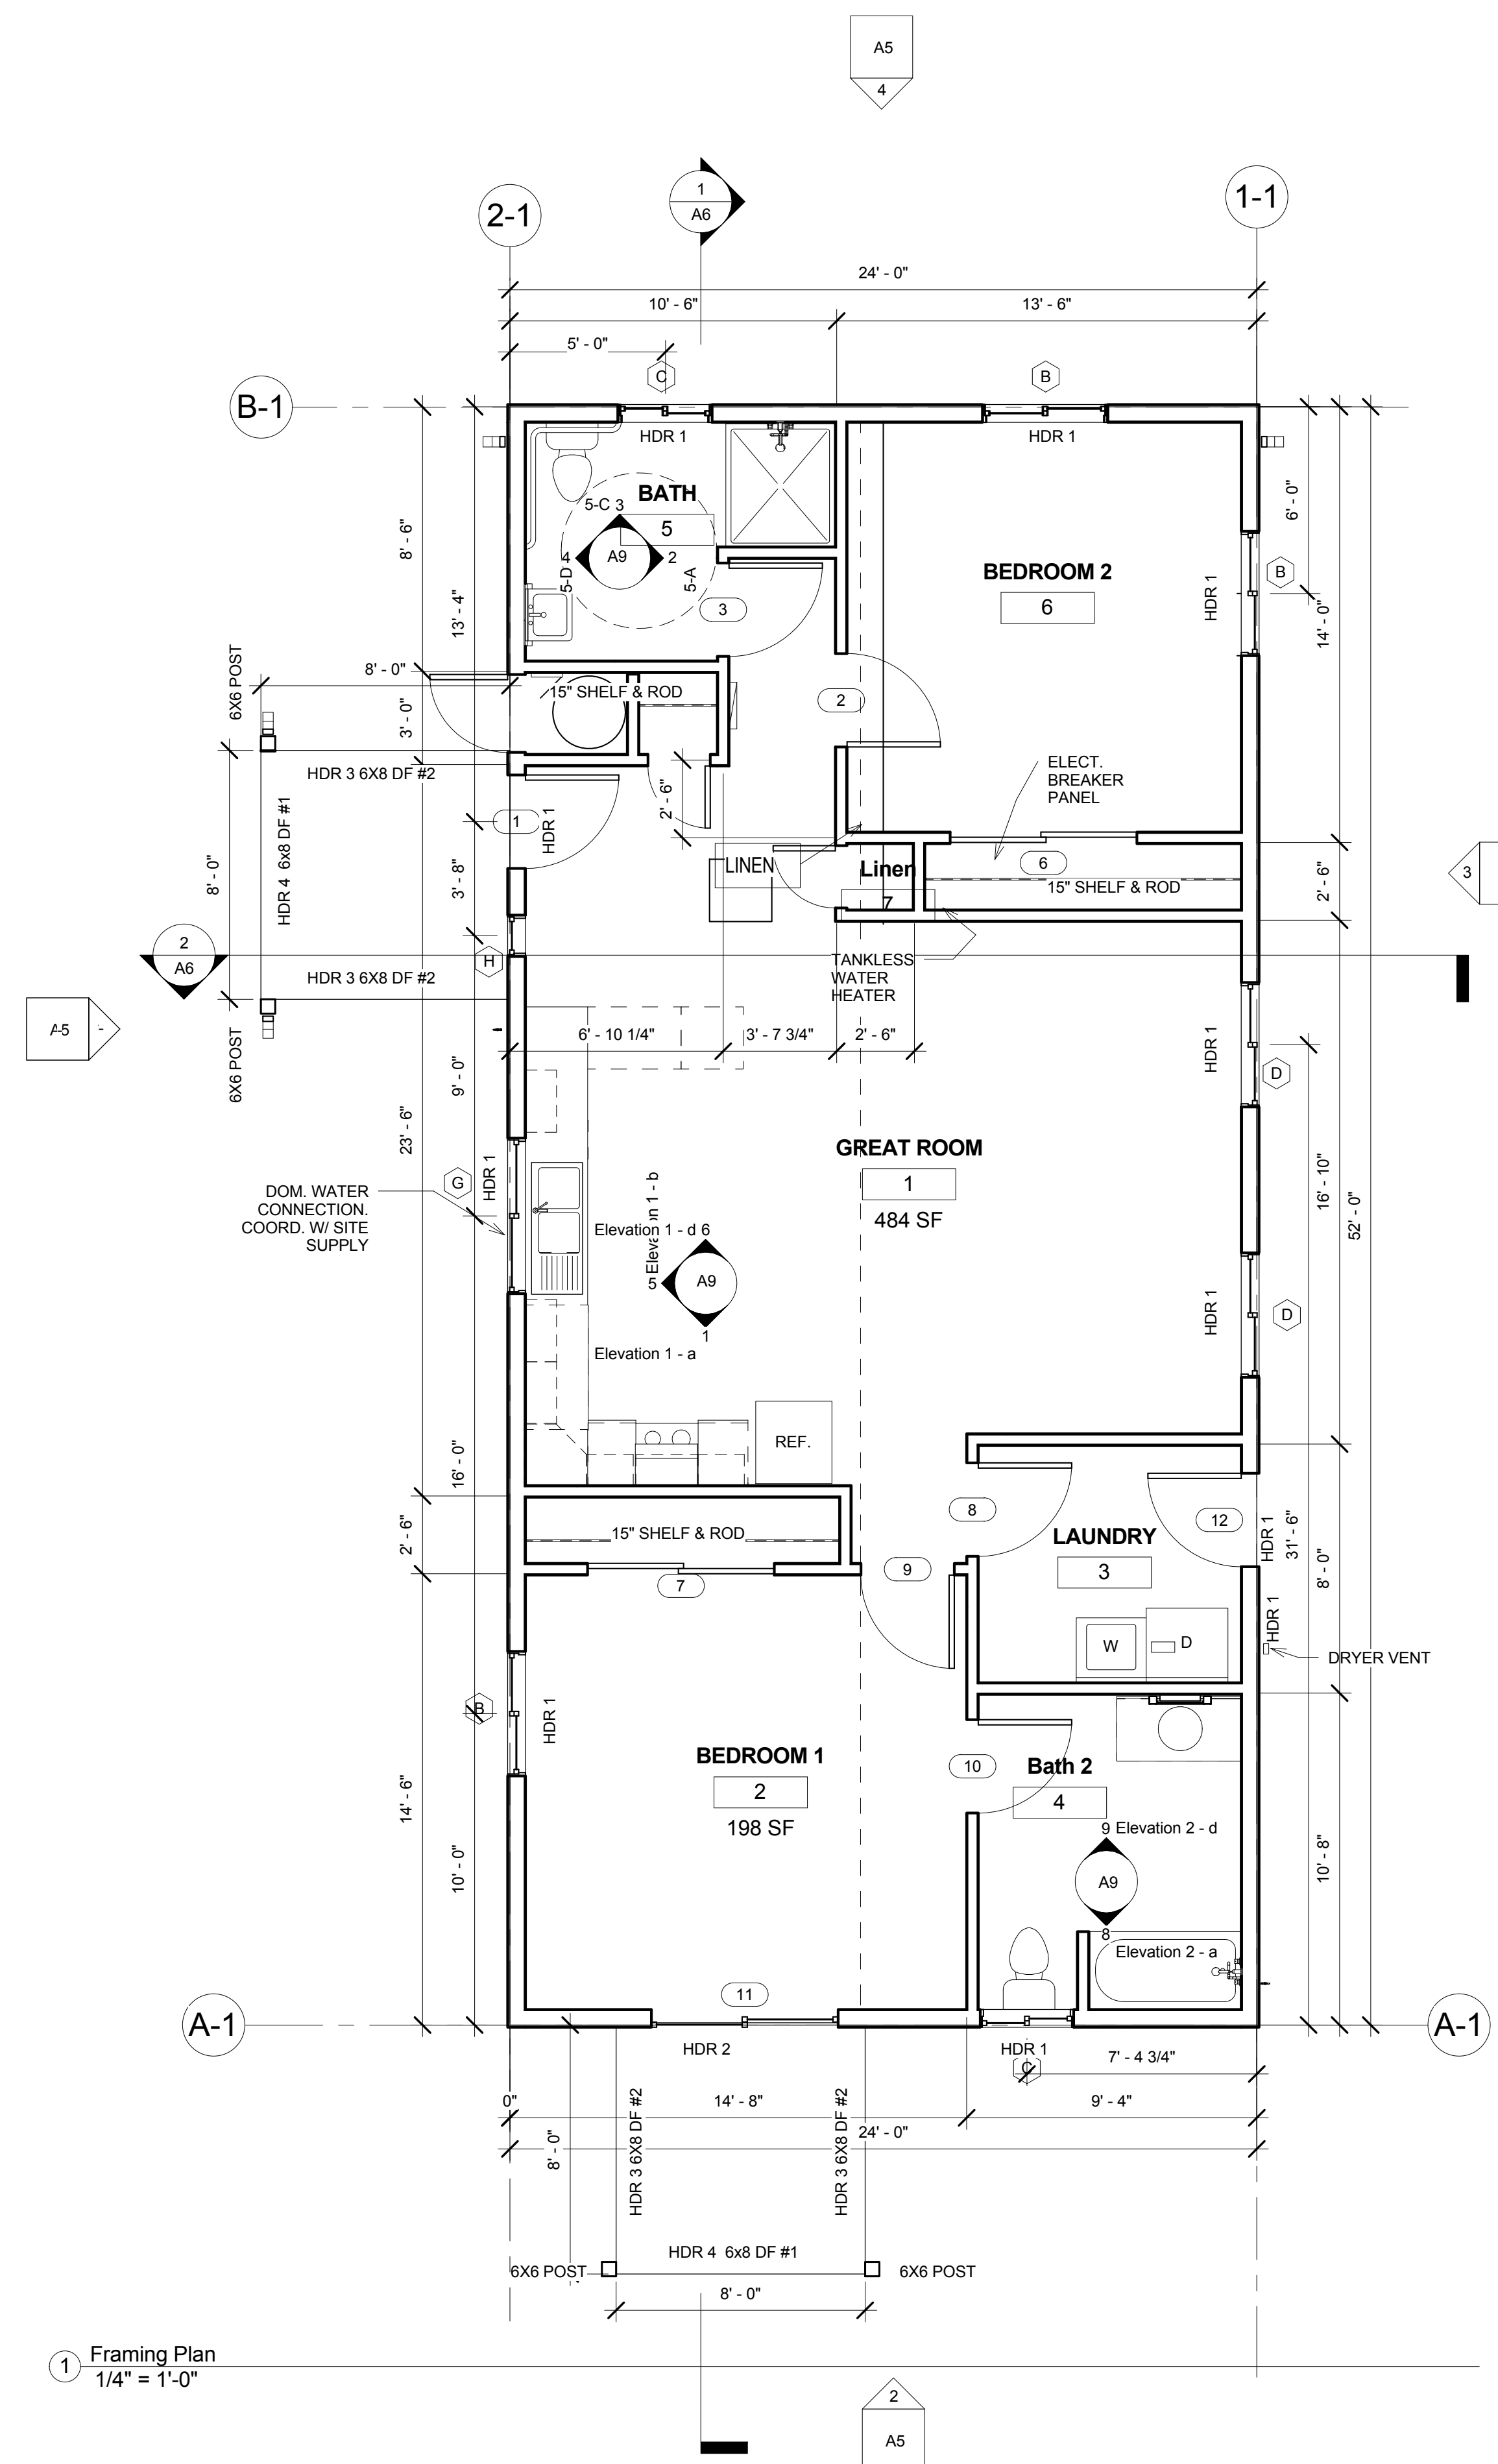 A5
4
1
A6
2-1
1-1
24' - 0"
10' - 6"
13' - 6"
5' - 0"
C
B
B-1
HDR 1
HDR 1
6' - 0"
8' - 6"
13' - 4"
BATH
5
5-C 3
5-D 4
A9
2
5-A
3
BEDROOM 2
6
HDR 1
B
14' - 0"
6X6 POST
8' - 0"
3' - 0"
15" SHELF & ROD
2
HDR 3 6X8 DF #2
HDR 4 6x8 DF #1
8' - 0"
1
HDR 1
2' - 6"
ELECT.
BREAKER
PANEL
3' - 8"
LINEN
Linen
7
6
15" SHELF & ROD
2' - 6"
3
2
A6
H
HDR 3 6X8 DF #2
TANKLESS
WATER
HEATER
A-5
6X6 POST
6' - 10 1/4"
3' - 7 3/4"
2' - 6"
HDR 1
D
9' - 0"
23' - 6"
GREAT ROOM
1
484 SF
16' - 10"
52' - 0"
DOM. WATER
CONNECTION.
COORD. W/ SITE
SUPPLY
G
HDR 1
Elevation 1 - b
Elevation 1 - d 6
5
A9
1
Elevation 1 - a
HDR 1
D
REF.
16' - 0"
2' - 6"
15" SHELF & ROD
7
8
9
12
LAUNDRY
3
HDR 1
31' - 6"
8' - 0"
W
D
HDR 1
DRYER VENT
B
HDR 1
BEDROOM 1
2
198 SF
10
Bath 2
4
14' - 6"
10' - 0"
9 Elevation 2 - d
A9
8
Elevation 2 - a
10' - 8"
11
A-1
A-1
HDR 2
HDR 1
C
7' - 4 3/4"
0"
14' - 8"
9' - 4"
24' - 0"
8' - 0"
HDR 3 6X8 DF #2
HDR 3 6X8 DF #2
HDR 4 6x8 DF #1
6X6 POST
6X6 POST
8' - 0"
1
Framing Plan
1/4" = 1'-0"
2
A5